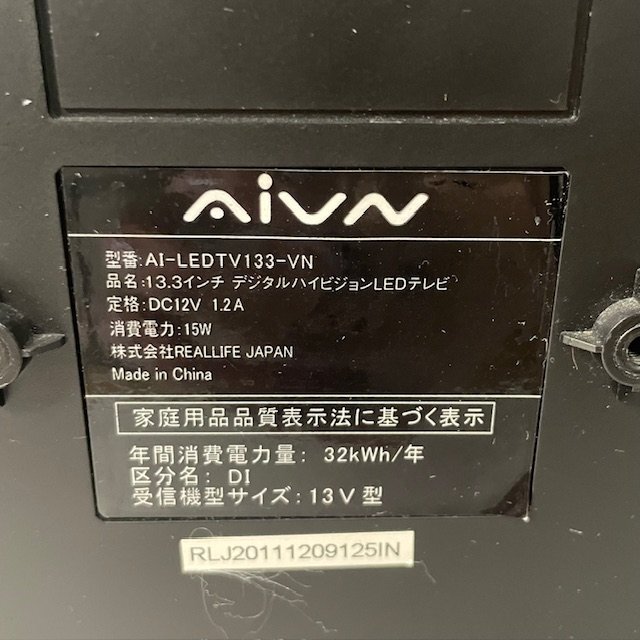 AiVN
型番:AI-LEDTV133-VN
品名:13.3インチ デジタルハイビジョンLEDテレビ
定格:DC12V 1.2A
消費電力:15W
株式会社REALLIFE JAPAN
Made in China
家庭用品品質表示法に基づく表示
年間消費電力量: 32kWh/年
区分名: DI
受信機型サイズ:13V型
RLJ20111209125IN